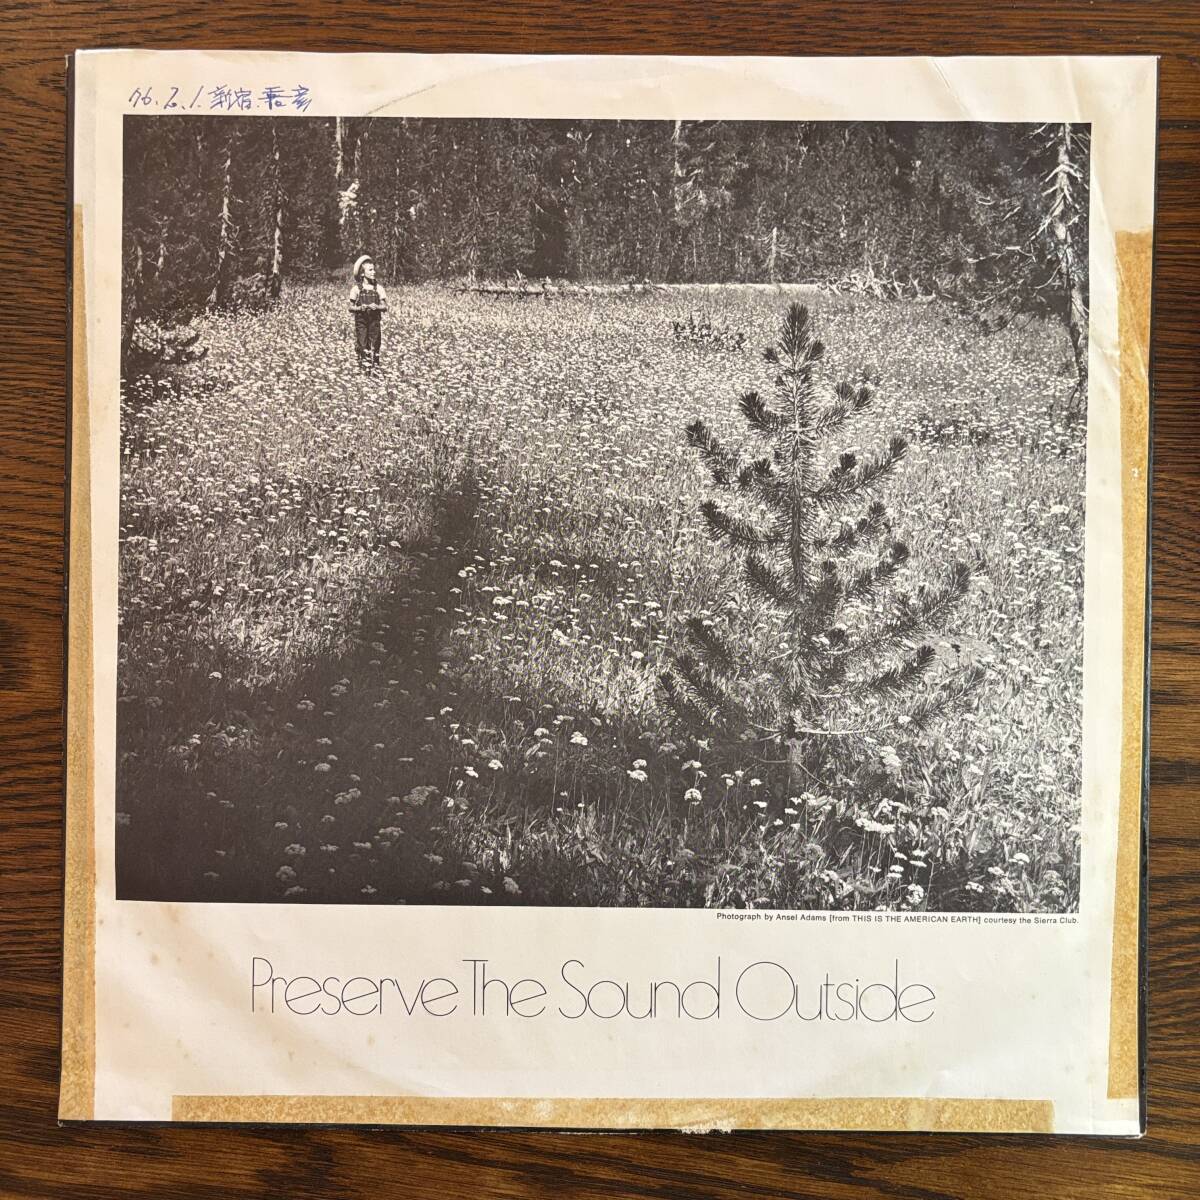 '76.2.1.新宿.
Photograph by Ansel Adams [from THIS IS THE AMERICAN EARTH] courtesy the Sierra Club.
Preserve The Sound Outside